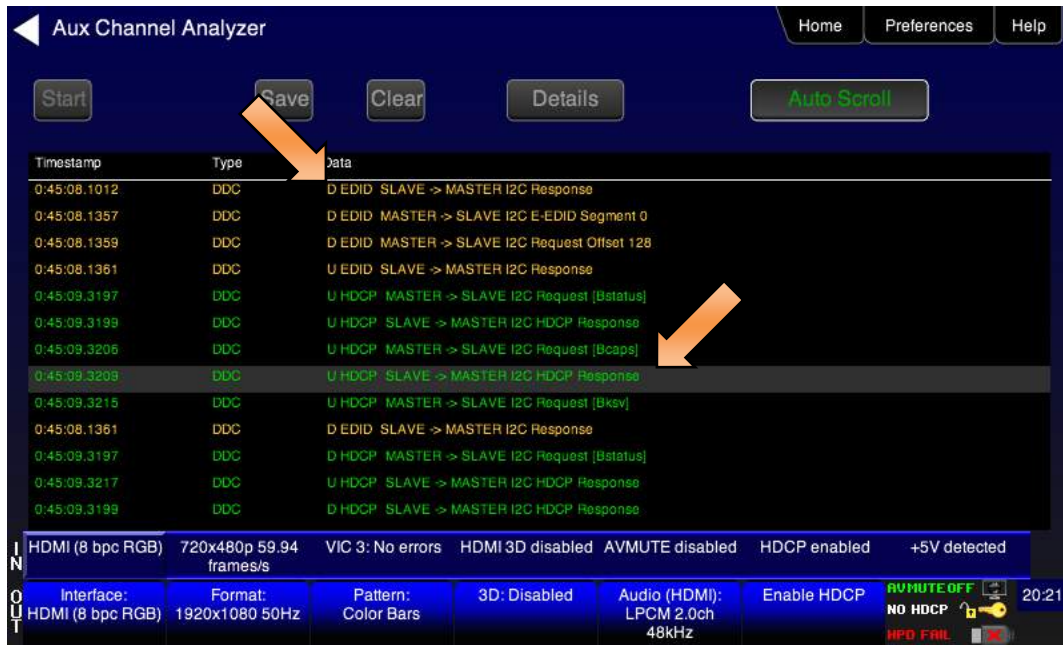 Aux Channel Analyzer
Home
Preferences
Help
Start
Save
Clear
Details
Auto Scroll
Timestamp Type Data
0:45:08.1012 DDC D EDID SLAVE -> MASTER I2C Response
0:45:08.1357 DDC D EDID MASTER -> SLAVE I2C E-EDID Segment 0
0:45:08.1359 DDC D EDID MASTER -> SLAVE I2C Request Offset 128
0:45:08.1361 DDC U EDID SLAVE -> MASTER I2C Response
0:45:09.3197 DDC U HDCP MASTER -> SLAVE I2C Request [Bstatus]
0:45:09.3199 DDC U HDCP SLAVE -> MASTER I2C HDCP Response
0:45:09.3206 DDC U HDCP MASTER -> SLAVE I2C Request [Bcaps]
0:45:09.3209 DDC U HDCP SLAVE -> MASTER I2C HDCP Response
0:45:09.3215 DDC U HDCP MASTER -> SLAVE I2C Request [Bksv]
0:45:08.1361 DDC D EDID SLAVE -> MASTER I2C Response
0:45:09.3197 DDC D HDCP MASTER -> SLAVE I2C Request [Bstatus]
0:45:09.3217 DDC U HDCP SLAVE -> MASTER I2C HDCP Response
0:45:09.3199 DDC D HDCP SLAVE -> MASTER I2C HDCP Response
IN
HDMI (8 bpc RGB)
720x480p 59.94
frames/s
VIC 3: No errors
HDMI 3D disabled
AVMUTE disabled
HDCP enabled
+5V detected
OUT
Interface:
HDMI (8 bpc RGB)
Format:
1920x1080 50Hz
Pattern:
Color Bars
3D: Disabled
Audio (HDMI):
LPCM 2.0ch
48kHz
Enable HDCP
AVMUTEOFF
NO HDCP
HPD FAIL
20:21